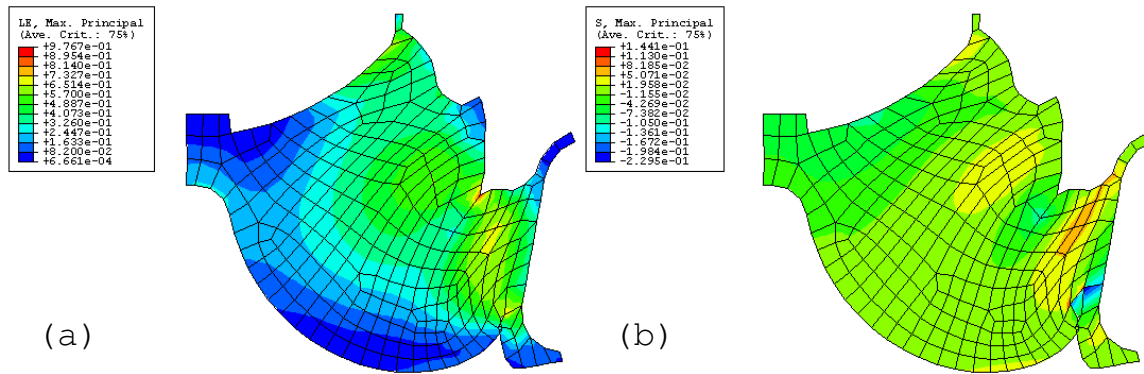 LE, Max. Principal
(Ave. Crit.: 75%)
+9.767e-01
+8.954e-01
+8.140e-01
+7.327e-01
+6.514e-01
+5.700e-01
+4.887e-01
+4.073e-01
+3.260e-01
+2.447e-01
+1.633e-01
+8.200e-02
+6.661e-04
(a)
S, Max. Principal
(Ave. Crit.: 75%)
+1.441e-01
+1.130e-01
+8.185e-02
+5.071e-02
+1.958e-02
-1.155e-02
-4.269e-02
-7.382e-02
-1.050e-01
-1.361e-01
-1.672e-01
-1.984e-01
-2.295e-01
(b)